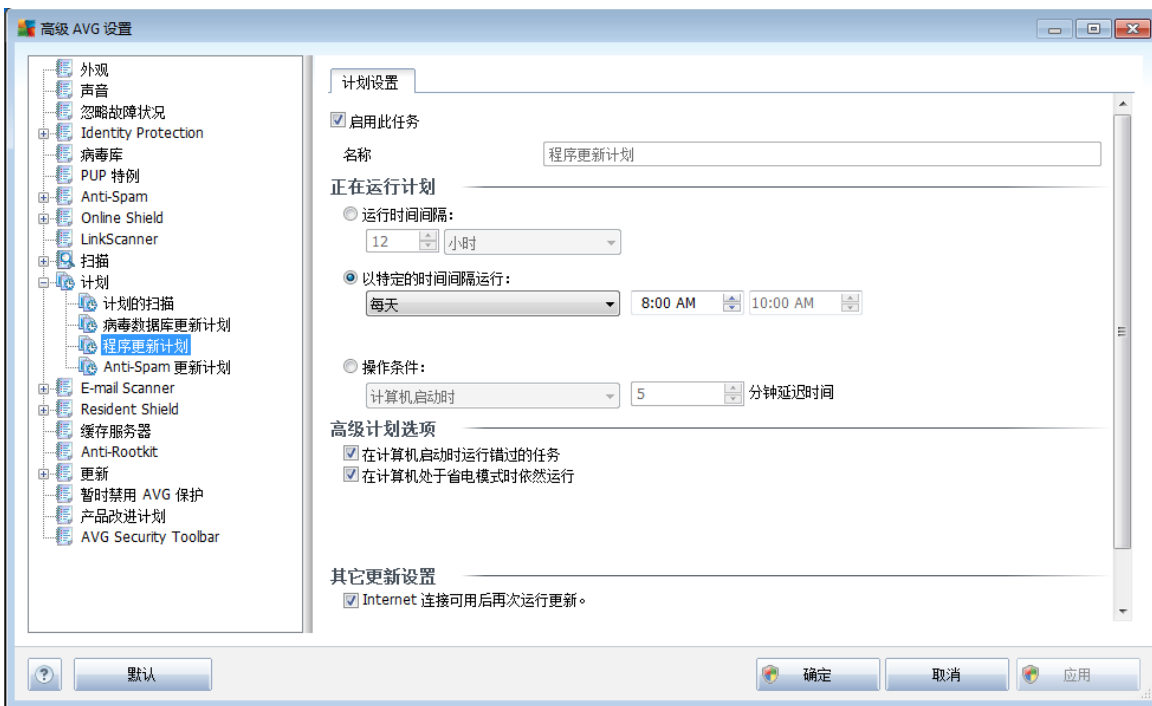 高级 AVG 设置
外观
声音
忽略故障状况
Identity Protection
病毒库
PUP 特例
Anti-Spam
Online Shield
LinkScanner
扫描
计划
计划的扫描
病毒数据库更新计划
程序更新计划
Anti-Spam 更新计划
E-mail Scanner
Resident Shield
缓存服务器
Anti-Rootkit
更新
暂时禁用 AVG 保护
产品改进计划
AVG Security Toolbar
计划设置
启用此任务
名称 程序更新计划
正在运行计划
运行时间间隔:
12 小时
以特定的时间间隔运行:
每天 8:00 AM 10:00 AM
操作条件:
计算机启动时 5 分钟延迟时间
高级计划选项
在计算机启动时运行错过的任务
在计算机处于省电模式时依然运行
其它更新设置
Internet 连接可用后再次运行更新。
? 默认 确定 取消 应用